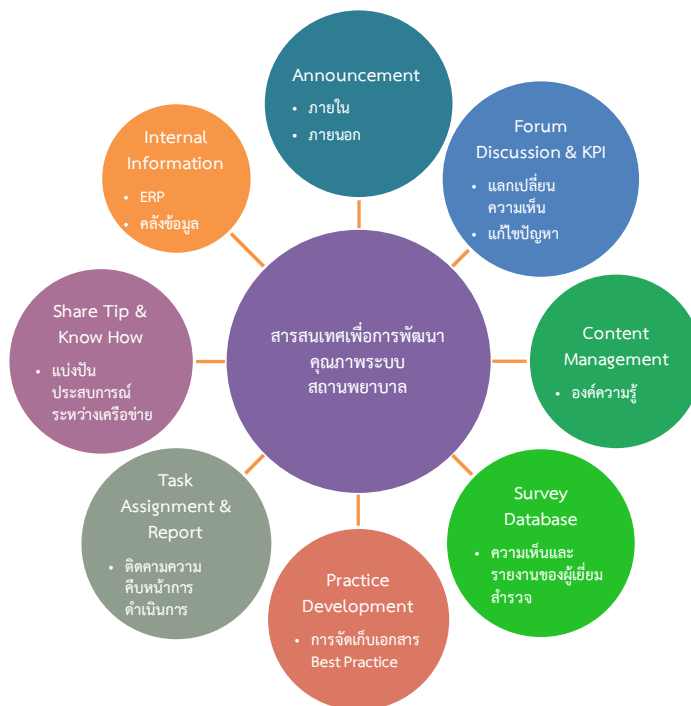 Announcement
• ภายใน
• ภายนอก
Forum
Discussion & KPI
• แลกเปลี่ยน
ความเห็น
• แก้ไขปัญหา
Content
Management
• องค์ความรู้
Survey
Database
• ความเห็นและ
รายงานของผู้เยี่ยม
สำรวจ
Practice
Development
• การจัดเก็บเอกสาร
Best Practice
Task
Assignment &
Report
• ติดคามความ
คืบหน้าการ
ดำเนินการ
Share Tip &
Know How
• แบ่งปัน
ประสบการณ์
ระหว่างเครือข่าย
Internal
Information
• ERP
• คลังข้อมูล
สารสนเทศเพื่อการพัฒนา
คุณภาพระบบ
สถานพยาบาล